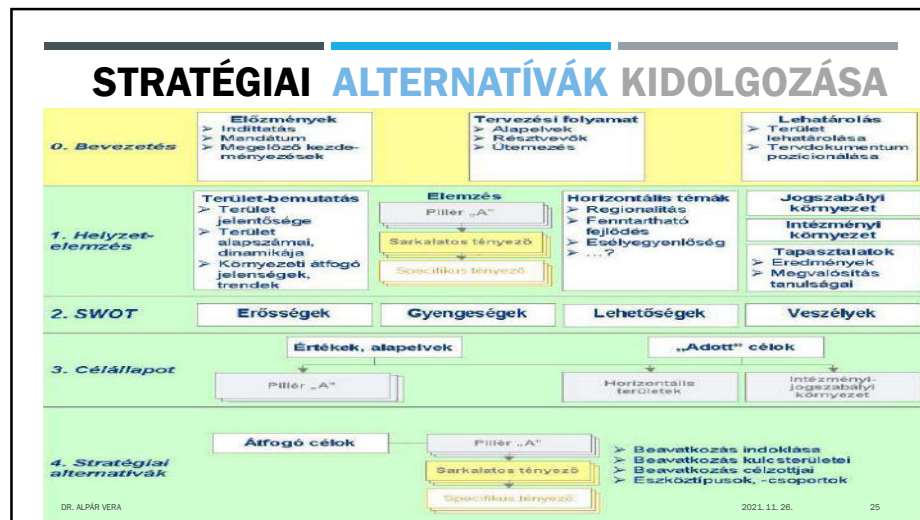 STRATÉGIAI ALTERNATÍVÁK KIDOLGOZÁSA
0. Bevezetés
Előzmények
➢ Indíttatás
➢ Mandátum
➢ Megelőző kezde-
ményezések
Tervezési folyamat
➢ Alapelvek
➢ Résztvevők
➢ Ütemezés
Lehatárolás
➢ Terület
lehatárolása
➢ Tervdokumentum
pozícionálása
1. Helyzet-
elemzés
Terület-bemutatás
➢ Terület
jelentősége
➢ Terület
alapszámai,
dinamikája
➢ Környezeti átfogó
jelenségek,
trendek
Elemzés
Pillér „A"
Sarkalatos tényező
Specifikus tényező
Horizontális témák
➢ Regionalitás
➢ Fenntartható
fejlődés
➢ Esélyegyenlőség
➢ ...?
Jogszabályi
környezet
Intézményi
környezet
Tapasztalatok
➢ Eredmények
➢ Megvalósítás
tanulságai
2. SWOT
Erősségek
Gyengeségek
Lehetőségek
Veszélyek
3. Célállapot
Értékek, alapelvek
„Adott" célok
Pillér „A"
Horizontális
területek
Intézményi-
jogszabályi
környezet
4. Stratégiai
alternatívák
Átfogó célok
Pillér „A"
Sarkalatos tényező
Specifikus tényező
➢ Beavatkozás indoklása
➢ Beavatkozás kulcsterületei
➢ Beavatkozás célzottjai
➢ Eszköztípusok, -csoportok
DR. ALPÁR VERA
2021. 11. 26.
25